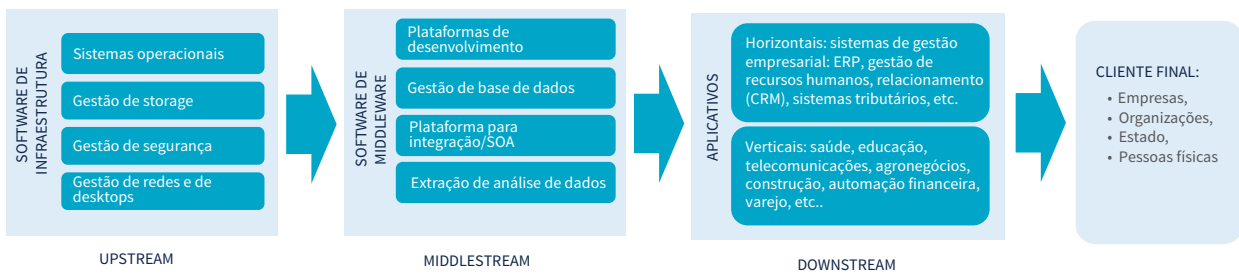 SOFTWARE DE
INFRAESTRUTURA
Sistemas operacionais
Gestão de storage
Gestão de segurança
Gestão de redes e de
desktops
UPSTREAM
SOFTWARE DE
MIDDLEWARE
Plataformas de
desenvolvimento
Gestão de base de dados
Plataforma para
integração/SOA
Extração de análise de dados
MIDDLESTREAM
APLICATIVOS
Horizontais: sistemas de gestão
empresarial: ERP, gestão de
recursos humanos, relacionamento
(CRM), sistemas tributários, etc.
Verticais: saúde, educação,
telecomunicações, agronegócios,
construção, automação financeira,
varejo, etc..
DOWNSTREAM
CLIENTE FINAL:
• Empresas,
• Organizações,
• Estado,
• Pessoas físicas